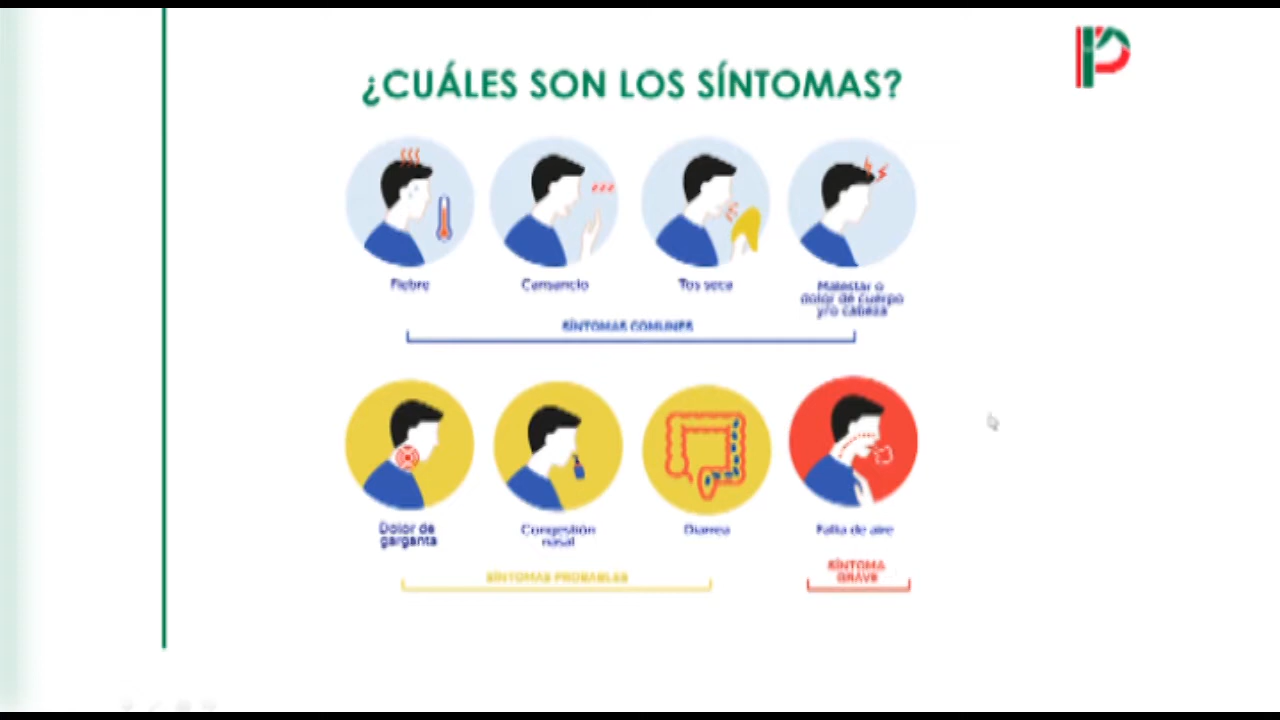 ¿CUÁLES SON LOS SÍNTOMAS?
Fiebre
Cansancio
Tos seca
Malestar o
dolor de cuerpo
y/o cabeza
SÍNTOMAS COMUNES
Dolor de
garganta
Congestión
nasal
Diarrea
Falta de aire
SÍNTOMAS PROBABLES
SÍNTOMA
GRAVE